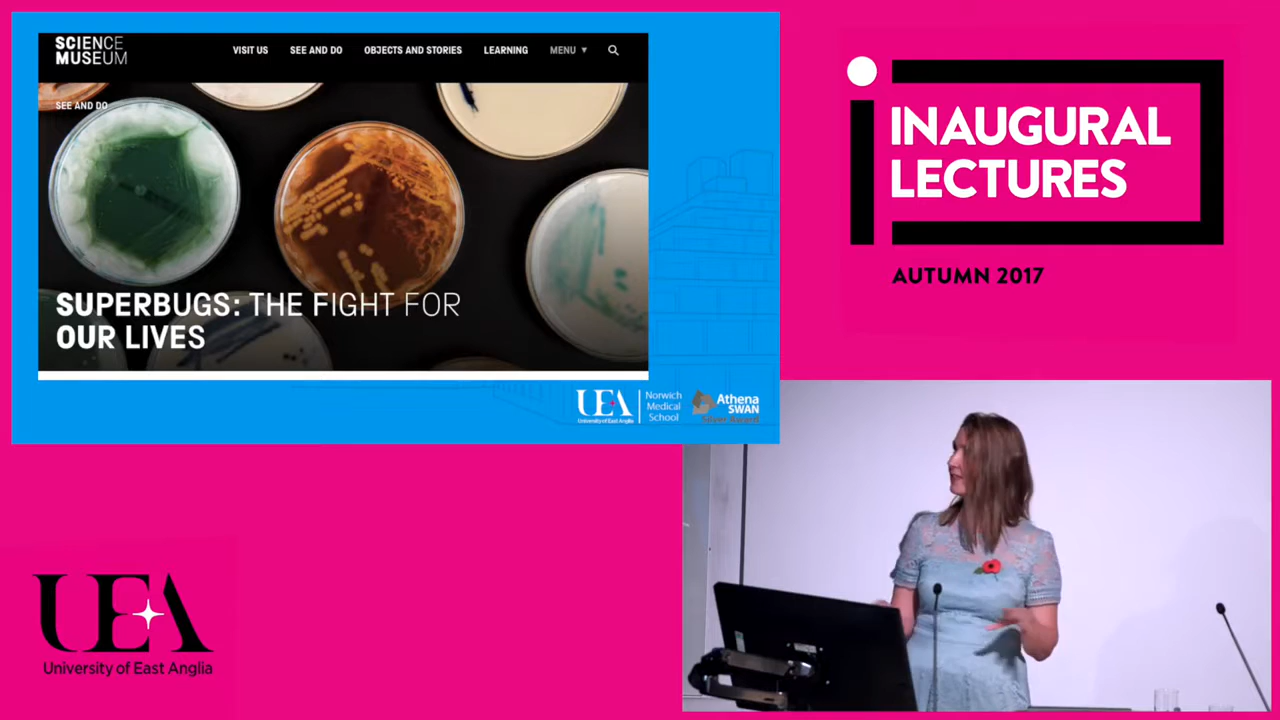 SCIENCE
MUSEUM
VISIT US
SEE AND DO
OBJECTS AND STORIES
LEARNING
MENU ▼
SEE AND DO
SUPERBUGS: THE FIGHT FOR
OUR LIVES
UEA
University of East Anglia
Norwich
Medical
School
Athena
SWAN
Silver Award
INAUGURAL
LECTURES
AUTUMN 2017
UEA
University of East Anglia